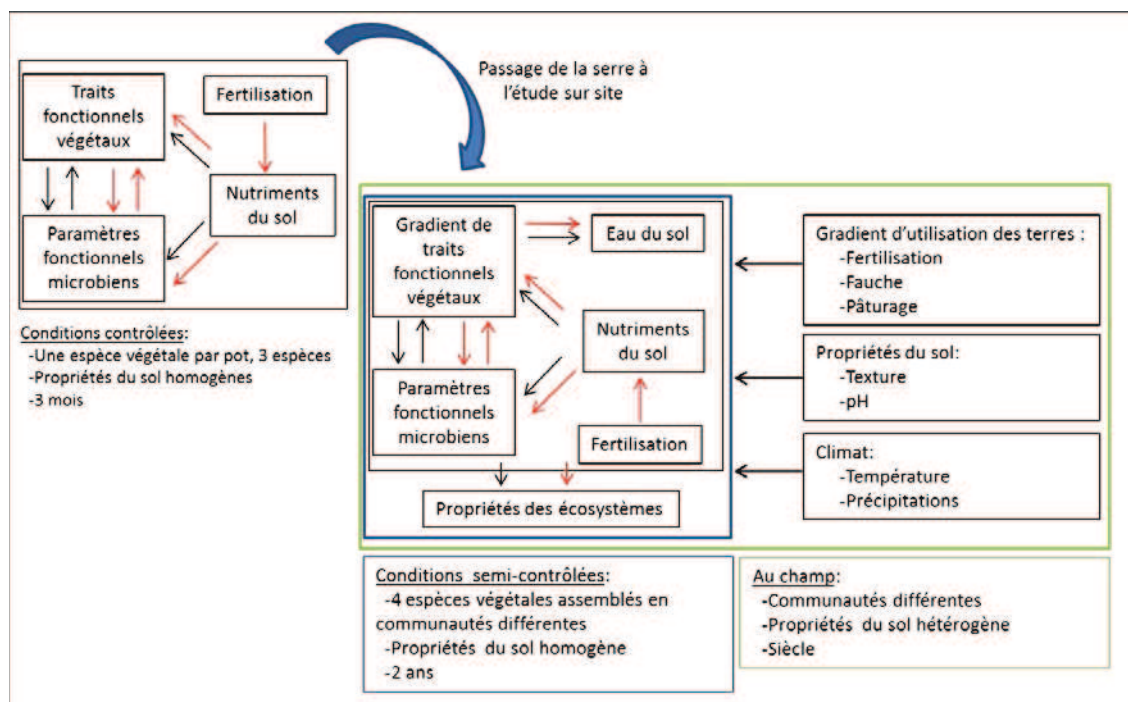 Passage de la serre à
l'étude sur site
Traits
fonctionnels
végétaux
Fertilisation
Nutriments
du sol
Paramètres
fonctionnels
microbiens
Conditions contrôlées:
-Une espèce végétale par pot, 3 espèces
-Propriétés du sol homogènes
-3 mois
Gradient de
traits
fonctionnels
végétaux
Eau du sol
Nutriments
du sol
Paramètres
fonctionnels
microbiens
Fertilisation
Propriétés des écosystèmes
Gradient d'utilisation des terres :
-Fertilisation
-Fauche
-Pâturage
Propriétés du sol:
-Texture
-pH
Climat:
-Température
-Précipitations
Conditions semi-contrôlées:
-4 espèces végétales assemblés en
communautés différentes
-Propriétés du sol homogène
-2 ans
Au champ:
-Communautés différentes
-Propriétés du sol hétérogène
-Siècle